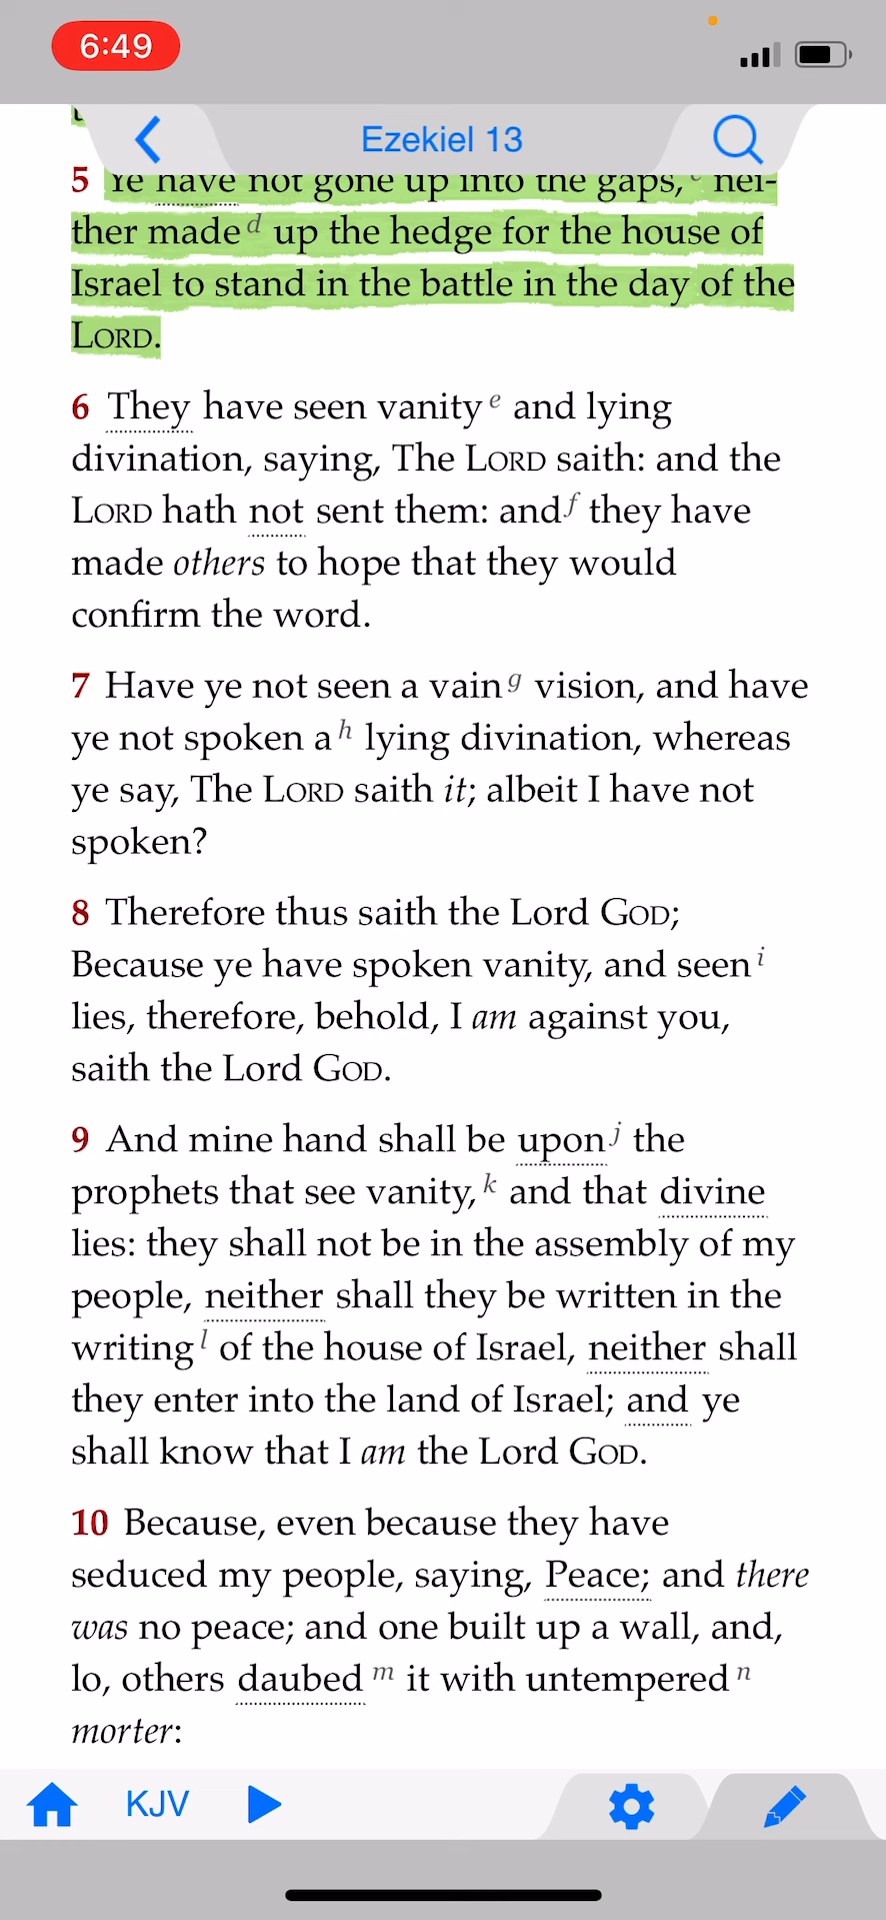 6:49
Ezekiel 13
5 Ye have not gone up into the gaps, c nei-
ther made d up the hedge for the house of
Israel to stand in the battle in the day of the
LORD.
6 They have seen vanity e and lying
divination, saying, The LORD saith: and the
LORD hath not sent them: and f they have
made others to hope that they would
confirm the word.
7 Have ye not seen a vain g vision, and have
ye not spoken a h lying divination, whereas
ye say, The LORD saith it; albeit I have not
spoken?
8 Therefore thus saith the Lord GOD;
Because ye have spoken vanity, and seen i
lies, therefore, behold, I am against you,
saith the Lord GOD.
9 And mine hand shall be upon j the
prophets that see vanity, k and that divine
lies: they shall not be in the assembly of my
people, neither shall they be written in the
writing l of the house of Israel, neither shall
they enter into the land of Israel; and ye
shall know that I am the Lord GOD.
10 Because, even because they have
seduced my people, saying, Peace; and there
was no peace; and one built up a wall, and,
lo, others daubed m it with untempered n
morter:
KJV